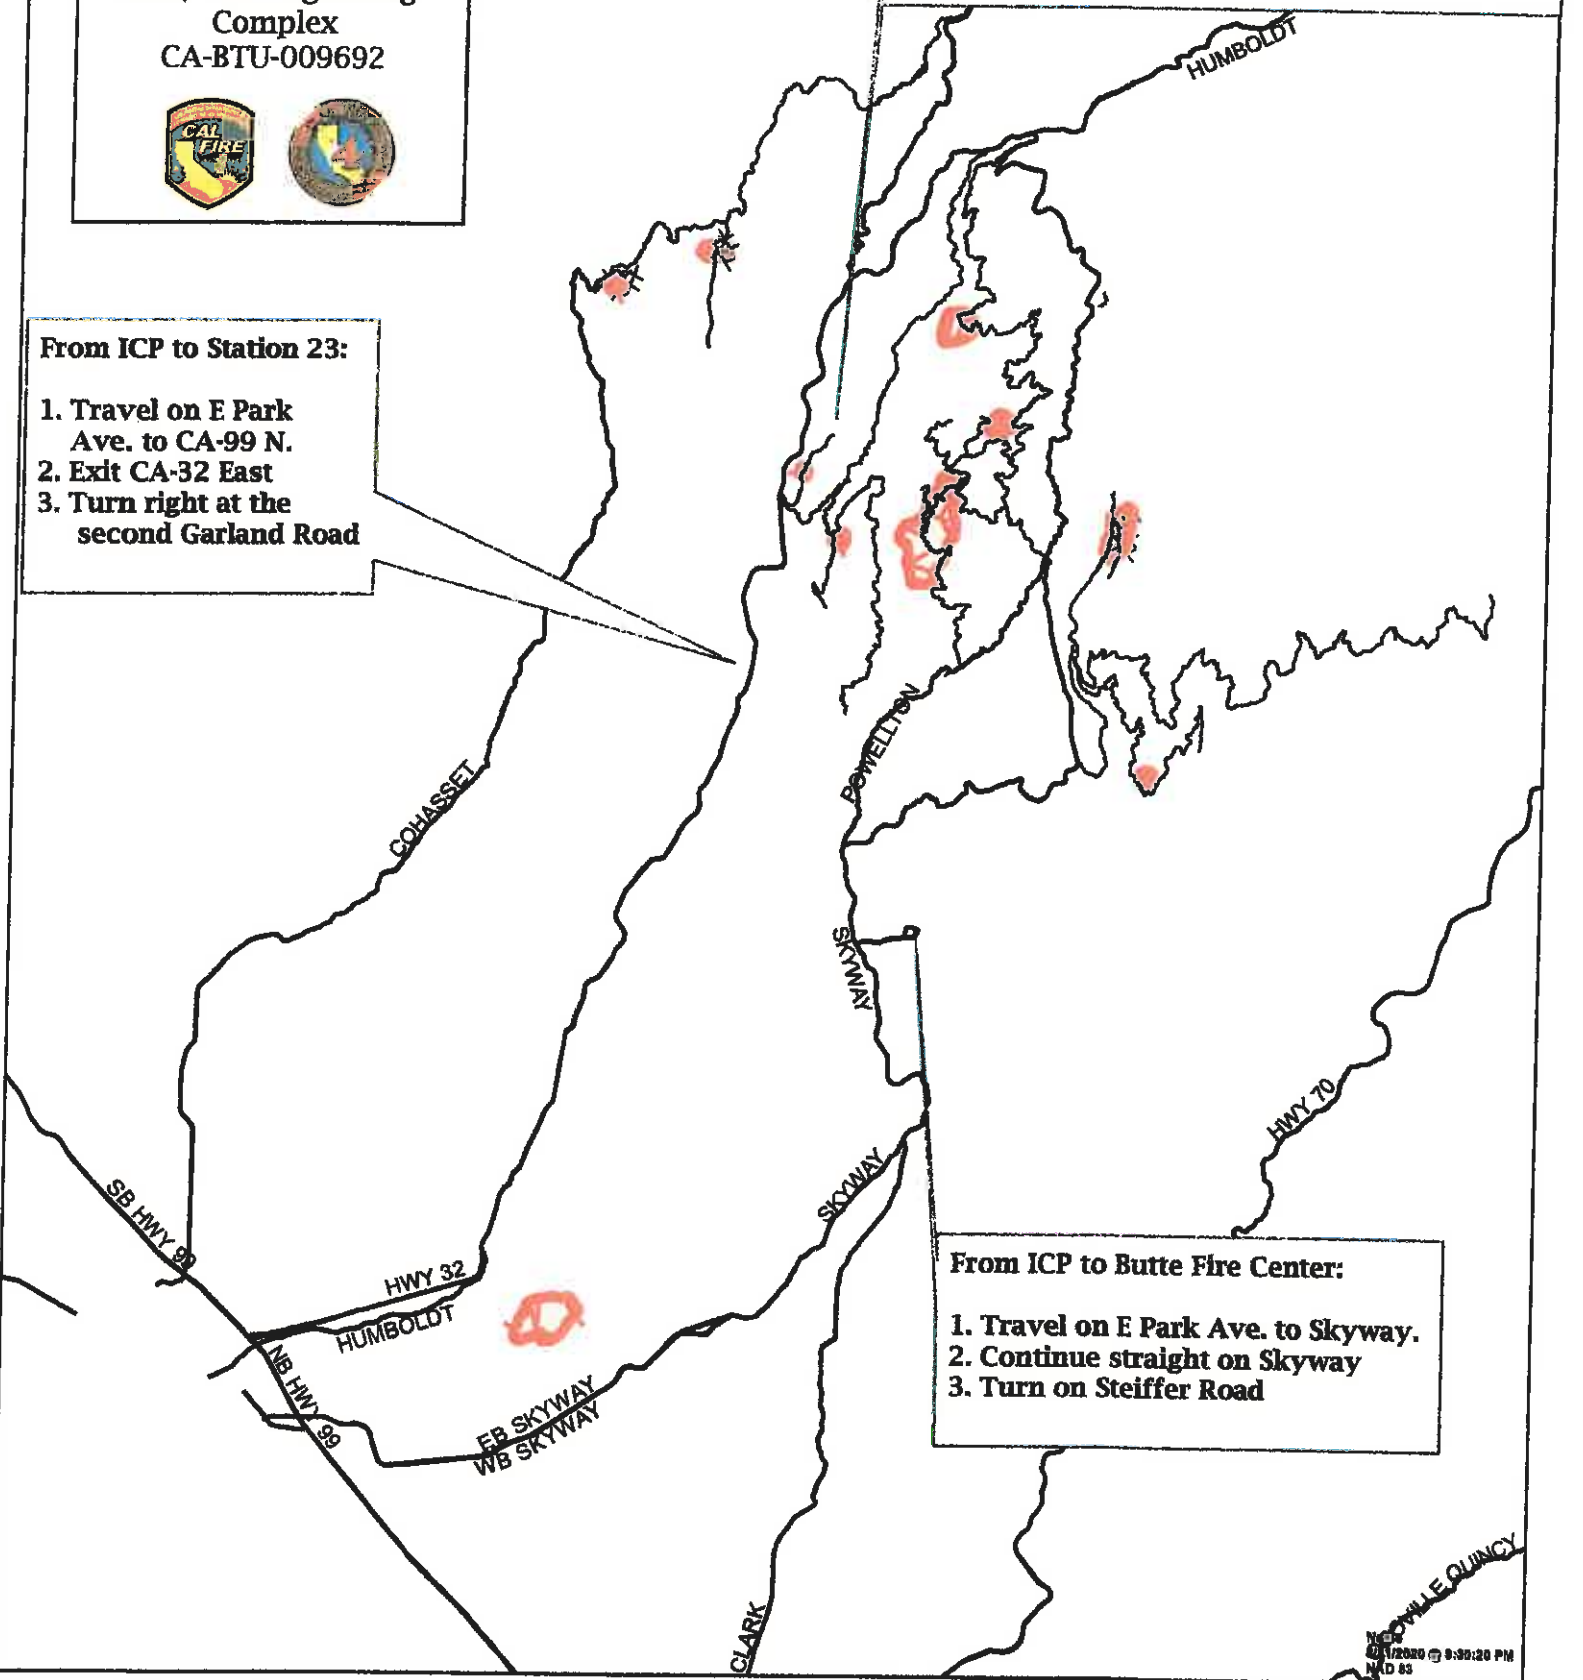 Complex
CA-BTU-009692
CAL
FIRE
HUMBOLDT
From ICP to Station 23:
1. Travel on E Park
Ave. to CA-99 N.
2. Exit CA-32 East
3. Turn right at the
second Garland Road
POWELLTON
COHASSET
SKYWAY
HWY 70
SKYWAY
SB HWY 99
HWY 32
HUMBOLDT
NB HWY 99
EB SKYWAY
WB SKYWAY
From ICP to Butte Fire Center:
1. Travel on E Park Ave. to Skyway.
2. Continue straight on Skyway
3. Turn on Steiffer Road
CLARK
QUINCY
NAD 83